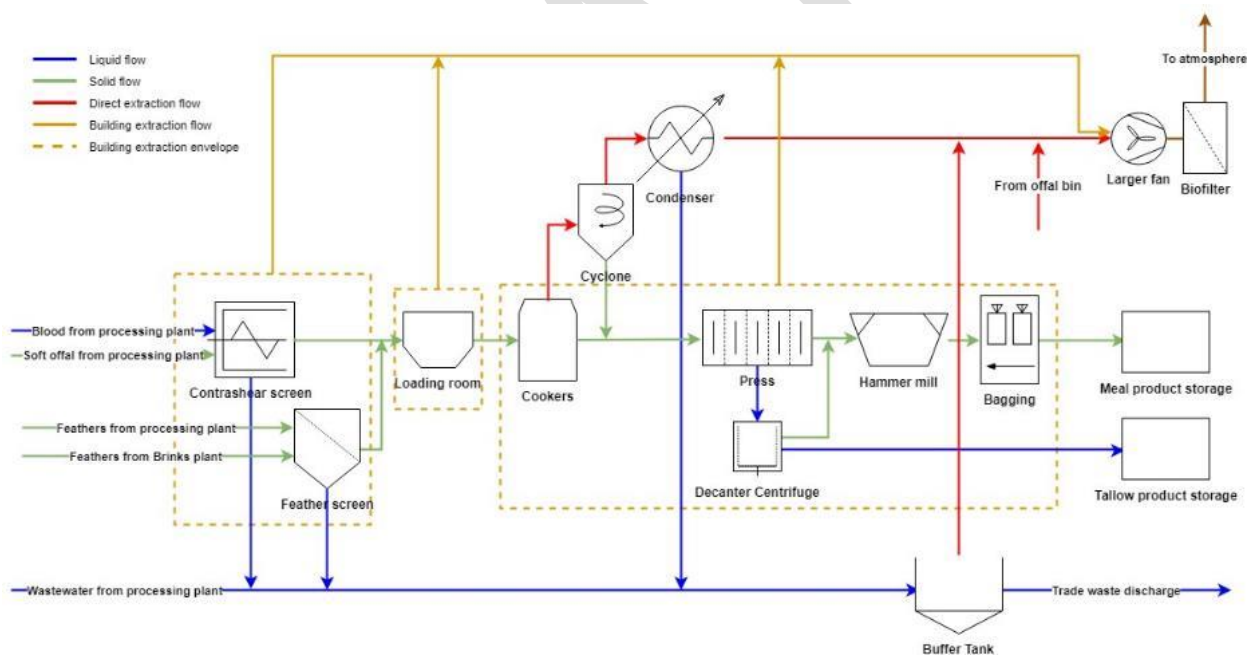 Liquid flow
Solid flow
Direct extraction flow
Building extraction flow
Building extraction envelope
To atmosphere
Larger fan
Biofilter
From offal bin
Condenser
Cyclone
Blood from processing plant
Soft offal from processing plant
Contrashear screen
Loading room
Cookers
Press
Hammer mill
Bagging
Meal product storage
Feathers from processing plant
Feathers from Brinks plant
Feather screen
Decanter Centrifuge
Tallow product storage
Wastewater from processing plant
Trade waste discharge
Buffer Tank